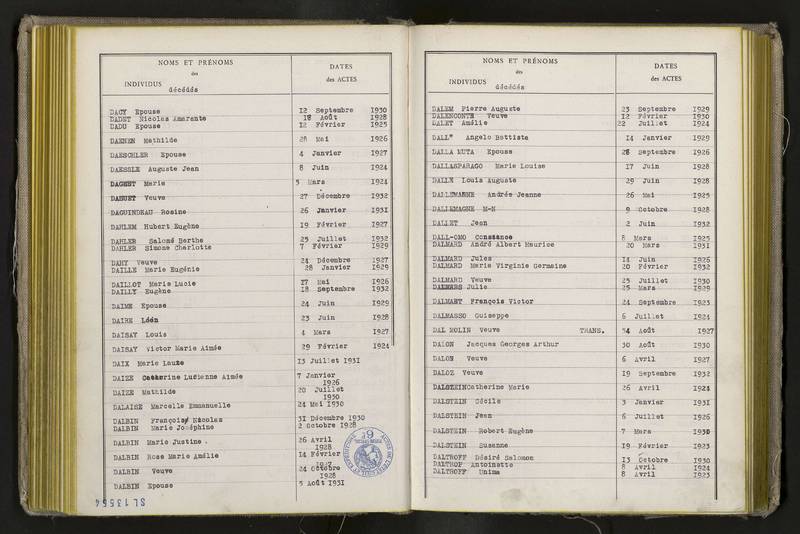 NOMS ET PRÉNOMS
des
INDIVIDUS décédés
DATES
des ACTES
DACY Epouse 12 Septembre 1930
DADET Nicolas Amarante 18 Août 1928
DADU Epouse 12 Février 1925
DAENEN Mathilde 28 Mai 1926
DAESCHLER Epouse 4 Janvier 1927
DAESSLE Auguste Jean 8 Juin 1924
DAGEST Marie 5 Mars 1924
DAHUET Veuve 27 Décembre 1932
DAGUINDEAU Rosine 26 Janvier 1931
DAHLEM Hubert Eugène 19 Février 1927
DAHLER Salomé Berthe 25 Juillet 1932
DAHLER Simone Charlotte 7 Février 1929
DAHY Veuve 24 Décembre 1927
DAILLE Marie Eugénie 28 Janvier 1929
DAILLOT Marie Lucie 17 Mai 1926
DAILLY Eugène 18 Septembre 1932
DAIME Epouse 24 Juin 1929
DAIRE Léon 23 Juin 1928
DAISAY Louis 4 Mars 1927
DAISAY Victor Marie Aimée 29 Février 1924
DAIX Marie Laure 13 Juillet 1931
DAIZE Catherine Lucienne Aimée 7 Janvier
1926
DAIZE Mathilde 20 Juillet
1930
DALAISE Marcelle Emmanuelle 24 Mai 1930
DALBIN François Nicolas 31 Décembre 1930
DALBIN Marie Joséphine 2 Octobre 1928
DALBIN Marie Justine 26 Avril
1928
DALBIN Rose Marie Amélie 14 Février
1927
DALBIN Veuve 24 Octobre
1928
DALBIN Epouse 5 Août 1931
SL 13554
NOMS ET PRÉNOMS
des
INDIVIDUS décédés
DATES
des ACTES
DALEM Pierre Auguste 23 Septembre 1929
DALENCONTE Veuve 12 Février 1930
DALET Amélie 22 Juillet 1924
DALL" Angelo Battista 14 Janvier 1929
DALLA MUTA Epouse 28 Septembre 1926
DALLASPARAGO Marie Louise 17 Juin 1928
DALLE Louis Auguste 29 Juin 1928
DALLEMAGNE Andrée Jeanne 26 Mai 1925
DALLEMAGNE M-N 9 Octobre 1928
DALLET Jean 2 Juin 1932
DALL-OMO Constance 8 Mars 1925
DALMARD André Albert Maurice 20 Mars 1931
DALMARD Jules 14 Juin 1926
DALMARD Marie Virginie Germaine 20 Février 1932
DALMARD Veuve 25 Juillet 1930
Julie 25 Mars 1929
DALMART François Victor 24 Septembre 1923
DALMASSO Guiseppe 6 Juillet 1924
DAL MOLIN Veuve TRANS. 34 Août 1927
DALON Jacques Georges Arthur 30 Août 1930
DALON Veuve 6 Avril 1927
DALOZ Veuve 19 Septembre 1932
DALSTEIN Catherine Marie 26 Avril 1924
DALSTEIN Cécile 3 Janvier 1931
DALSTEIN Jean 6 Juillet 1926
DALSTEIN Robert Eugène 7 Mars 1930
DALSTEIN Suzanne 19 Février 1923
DALTROFF Désiré Salomon 13 Octobre 1930
DALTROF Antoinette 8 Avril 1924
DALTROFF Unime 8 Avril 1923